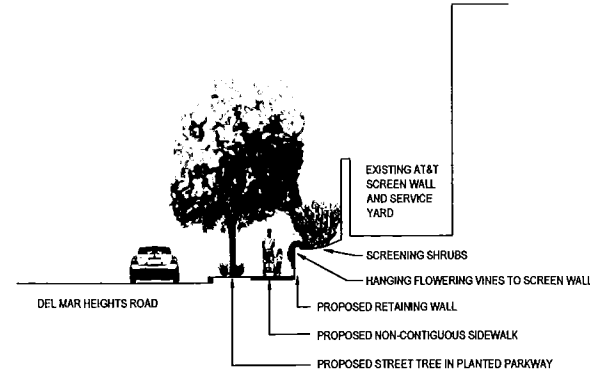 EXISTING AT&T
SCREEN WALL
AND SERVICE
YARD
SCREENING SHRUBS
HANGING FLOWERING VINES TO SCREEN WALL
DEL MAR HEIGHTS ROAD
PROPOSED RETAINING WALL
PROPOSED NON-CONTIGUOUS SIDEWALK
PROPOSED STREET TREE IN PLANTED PARKWAY